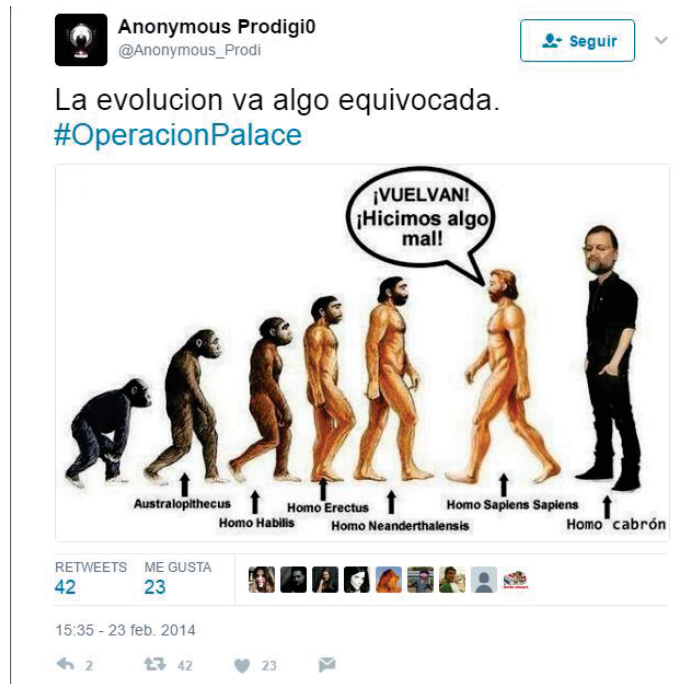 Anonymous Prodigi0
@Anonymous_Prodi
Seguir
La evolucion va algo equivocada.
#OperacionPalace
¡VUELVAN!
¡Hicimos algo
mal!
Australopithecus
Homo Habilis
Homo Erectus
Homo Neanderthalensis
Homo Sapiens Sapiens
Homo cabrón
RETWEETS ME GUSTA
42 23
15:35 - 23 feb. 2014
2 42 23